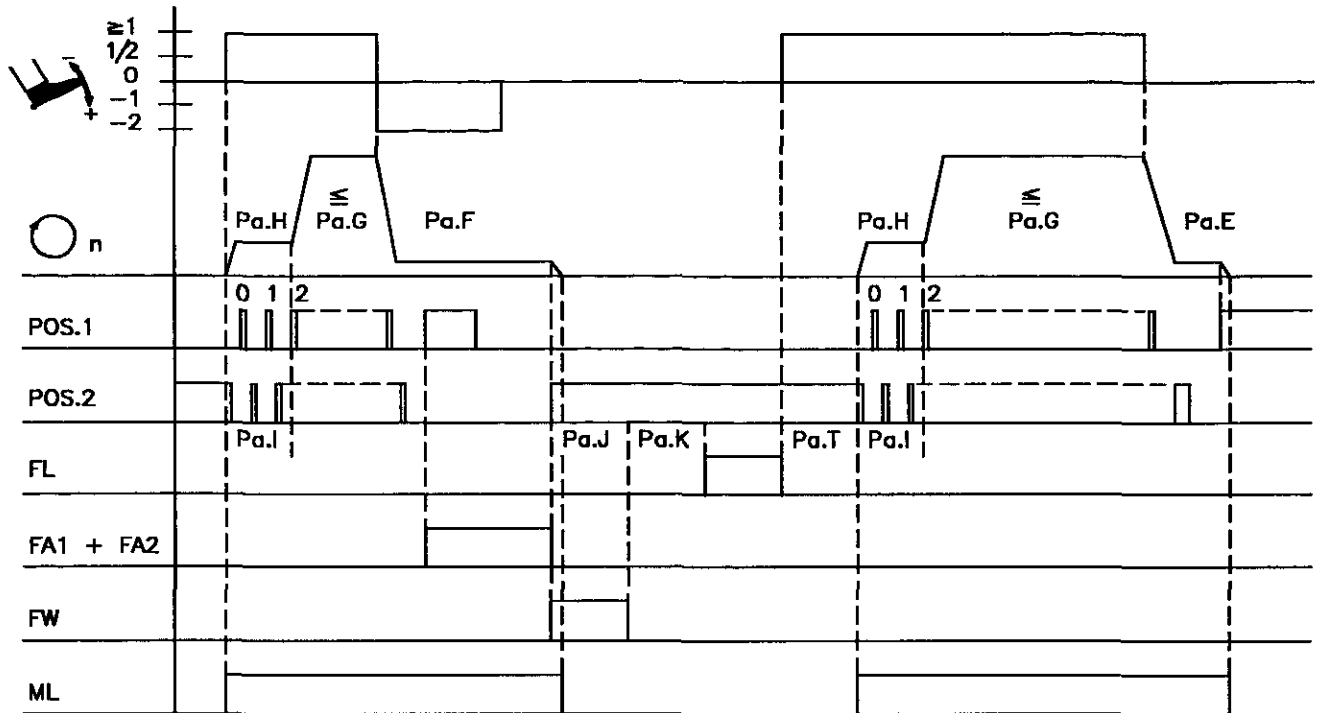 ≧1
1/2
0
-1
-2
- +
≦ ≦
Pa.H Pa.G Pa.F Pa.H Pa.G Pa.E
n
0 1 2 0 1 2
POS.1
POS.2
Pa.I Pa.J Pa.K Pa.T Pa.I
FL
FA1 + FA2
FW
ML